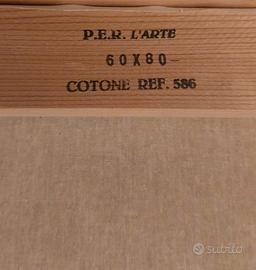 P.E.R. L'ARTE
60X80
COTONE REF. 586
subito